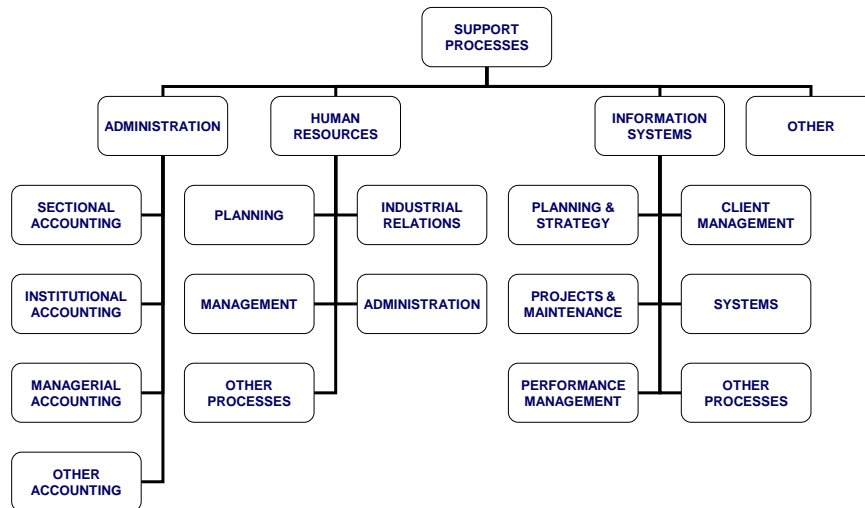 SUPPORT
PROCESSES
ADMINISTRATION
HUMAN
RESOURCES
INFORMATION
SYSTEMS
OTHER
SECTIONAL
ACCOUNTING
PLANNING
INDUSTRIAL
RELATIONS
PLANNING &
STRATEGY
CLIENT
MANAGEMENT
INSTITUTIONAL
ACCOUNTING
MANAGEMENT
ADMINISTRATION
PROJECTS &
MAINTENANCE
SYSTEMS
MANAGERIAL
ACCOUNTING
OTHER
PROCESSES
PERFORMANCE
MANAGEMENT
OTHER
PROCESSES
OTHER
ACCOUNTING